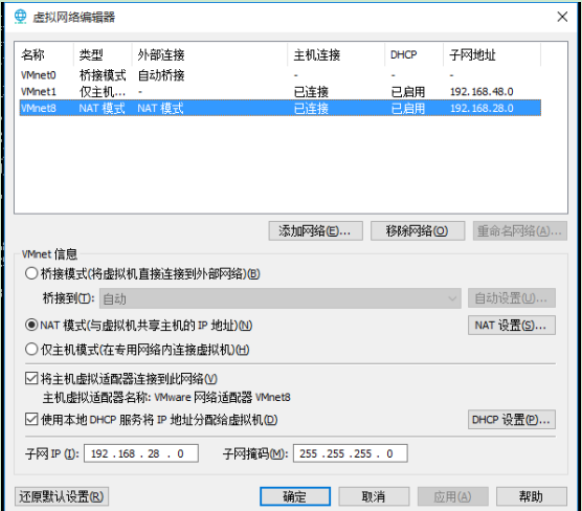 虚拟网络编辑器
名称 类型 外部连接 主机连接 DHCP 子网地址
VMnet0 桥接模式 自动桥接 - - -
VMnet1 仅主机... - 已连接 已启用 192.168.48.0
VMnet8 NAT 模式 NAT 模式 已连接 已启用 192.168.28.0
添加网络(E)... 移除网络(O) 重命名网络(A)...
VMnet 信息
桥接模式(将虚拟机直接连接到外部网络)(B)
桥接到(T): 自动 自动设置(U)...
NAT 模式(与虚拟机共享主机的 IP 地址)(N) NAT 设置(S)...
仅主机模式(在专用网络内连接虚拟机)(H)
将主机虚拟适配器连接到此网络(V)
主机虚拟适配器名称: VMware 网络适配器 VMnet8
使用本地 DHCP 服务将 IP 地址分配给虚拟机(D) DHCP 设置(P)...
子网 IP (I): 192 . 168 . 28 . 0 子网掩码(M): 255 . 255 . 255 . 0
还原默认设置(R) 确定 取消 应用(A) 帮助